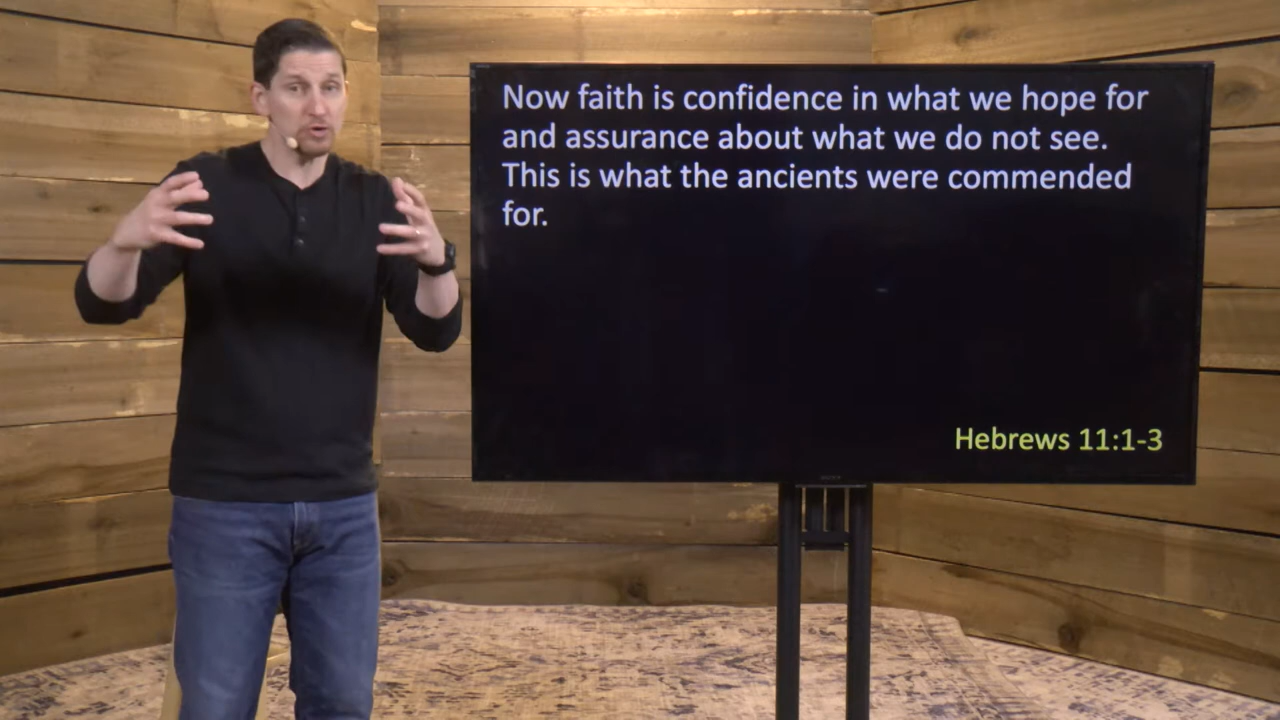 Now faith is confidence in what we hope for
and assurance about what we do not see.
This is what the ancients were commended
for.
Hebrews 11:1-3